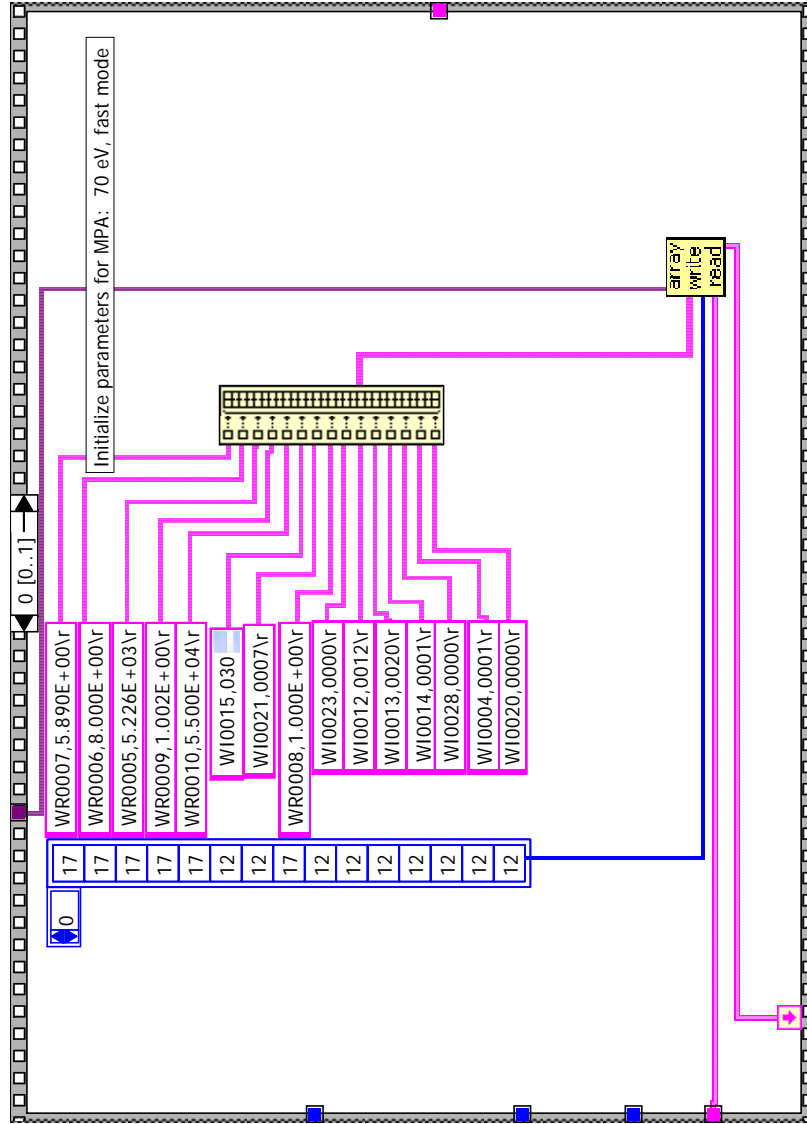 0 [0..1]
Initialize parameters for MPA: 70 eV, fast mode
0
17 WR0007,5.890E+00\r
17 WR0006,8.000E+00\r
17 WR0005,5.226E+03\r
17 WR0009,1.002E+00\r
17 WR0010,5.500E+04\r
12 WI0015,030
12 WI0021,0007\r
17 WR0008,1.000E+00\r
12 WI0023,0000\r
12 WI0012,0012\r
12 WI0013,0020\r
12 WI0014,0001\r
12 WI0028,0000\r
12 WI0004,0001\r
12 WI0020,0000\r
array
write
read